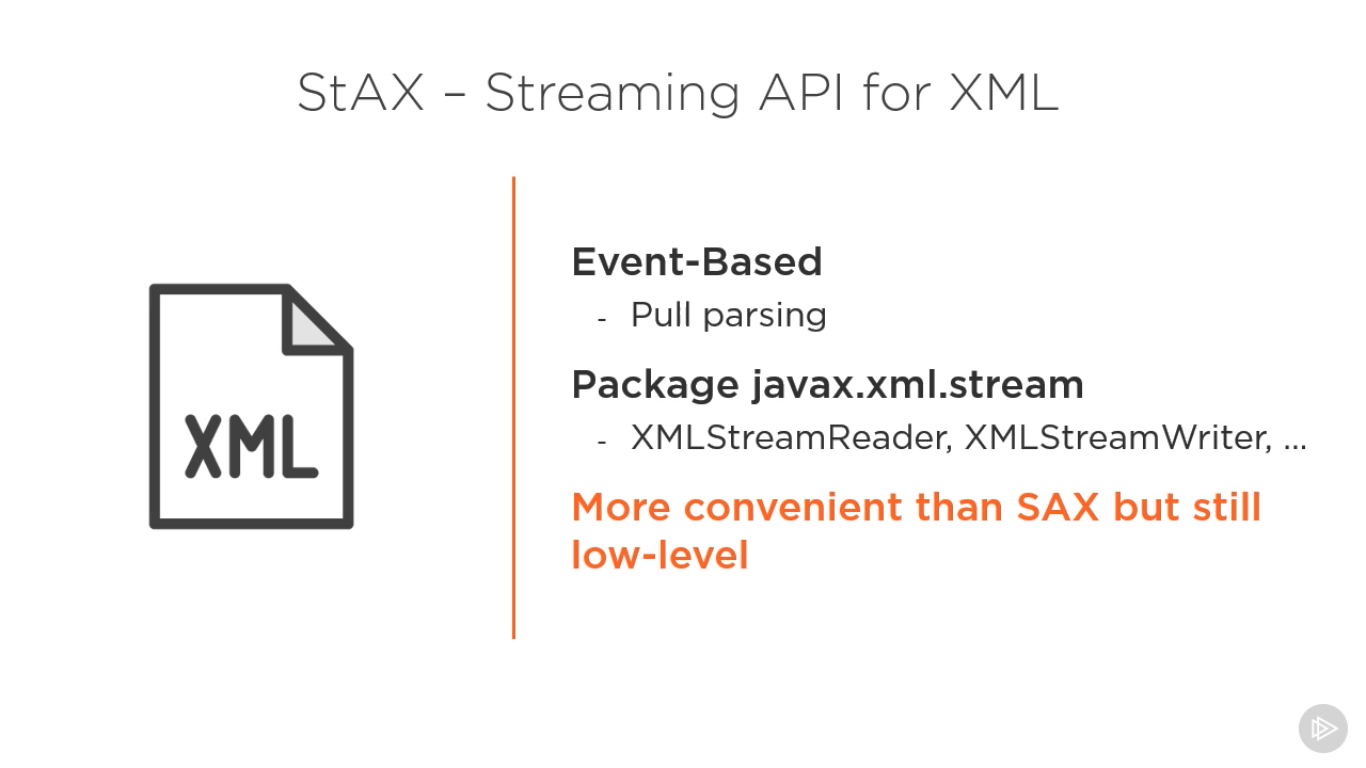 StAX – Streaming API for XML
Event-Based
- Pull parsing
Package javax.xml.stream
- XMLStreamReader, XMLStreamWriter, ...
More convenient than SAX but still
low-level
XML